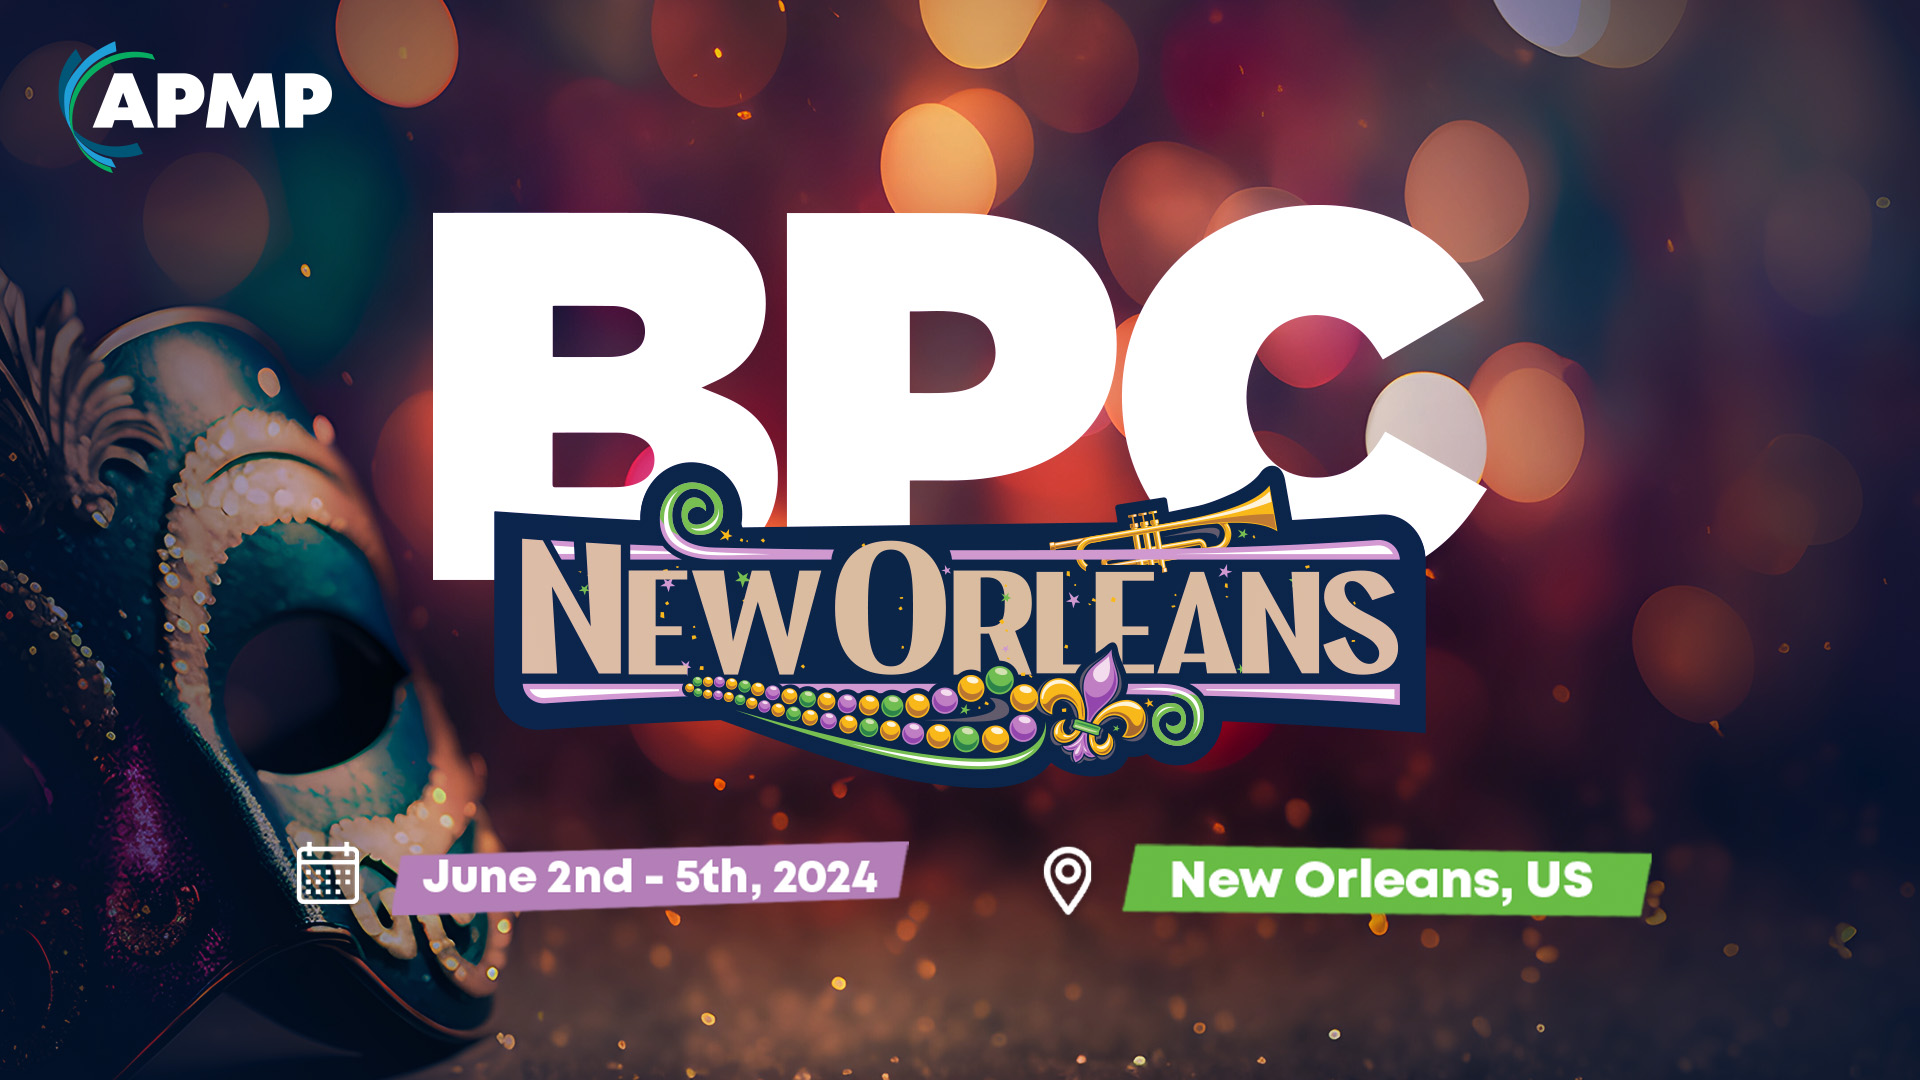 APMP
BPC
NEW ORLEANS
June 2nd - 5th, 2024
New Orleans, US